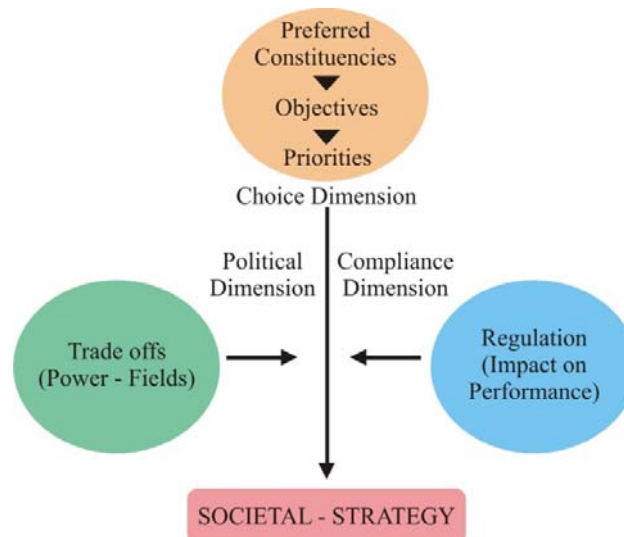 Preferred
Constituencies
Objectives
Priorities
Choice Dimension
Political
Dimension
Compliance
Dimension
Trade offs
(Power - Fields)
Regulation
(Impact on
Performance)
SOCIETAL - STRATEGY